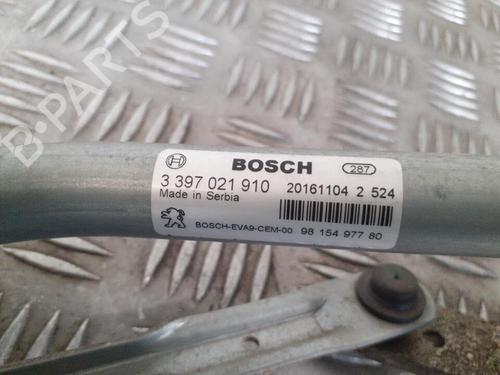 B-PARTS
BOSCH
287
3 397 021 910
20161104 2 524
Made in Serbia
BOSCH-EVA9-CEM-00
98 154 977 80